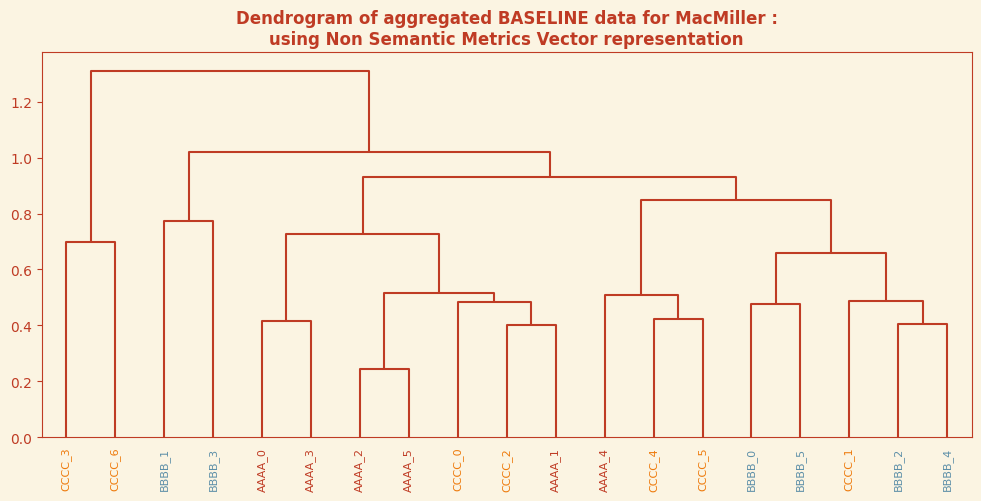 Dendrogram of aggregated BASELINE data for MacMiller :
using Non Semantic Metrics Vector representation
1.2
1.0
0.8
0.6
0.4
0.2
0.0
CCCC_3
CCCC_6
BBBB_1
BBBB_3
AAAA_0
AAAA_3
AAAA_2
AAAA_5
CCCC_0
CCCC_2
AAAA_1
AAAA_4
CCCC_4
CCCC_5
BBBB_0
BBBB_5
CCCC_1
BBBB_2
BBBB_4